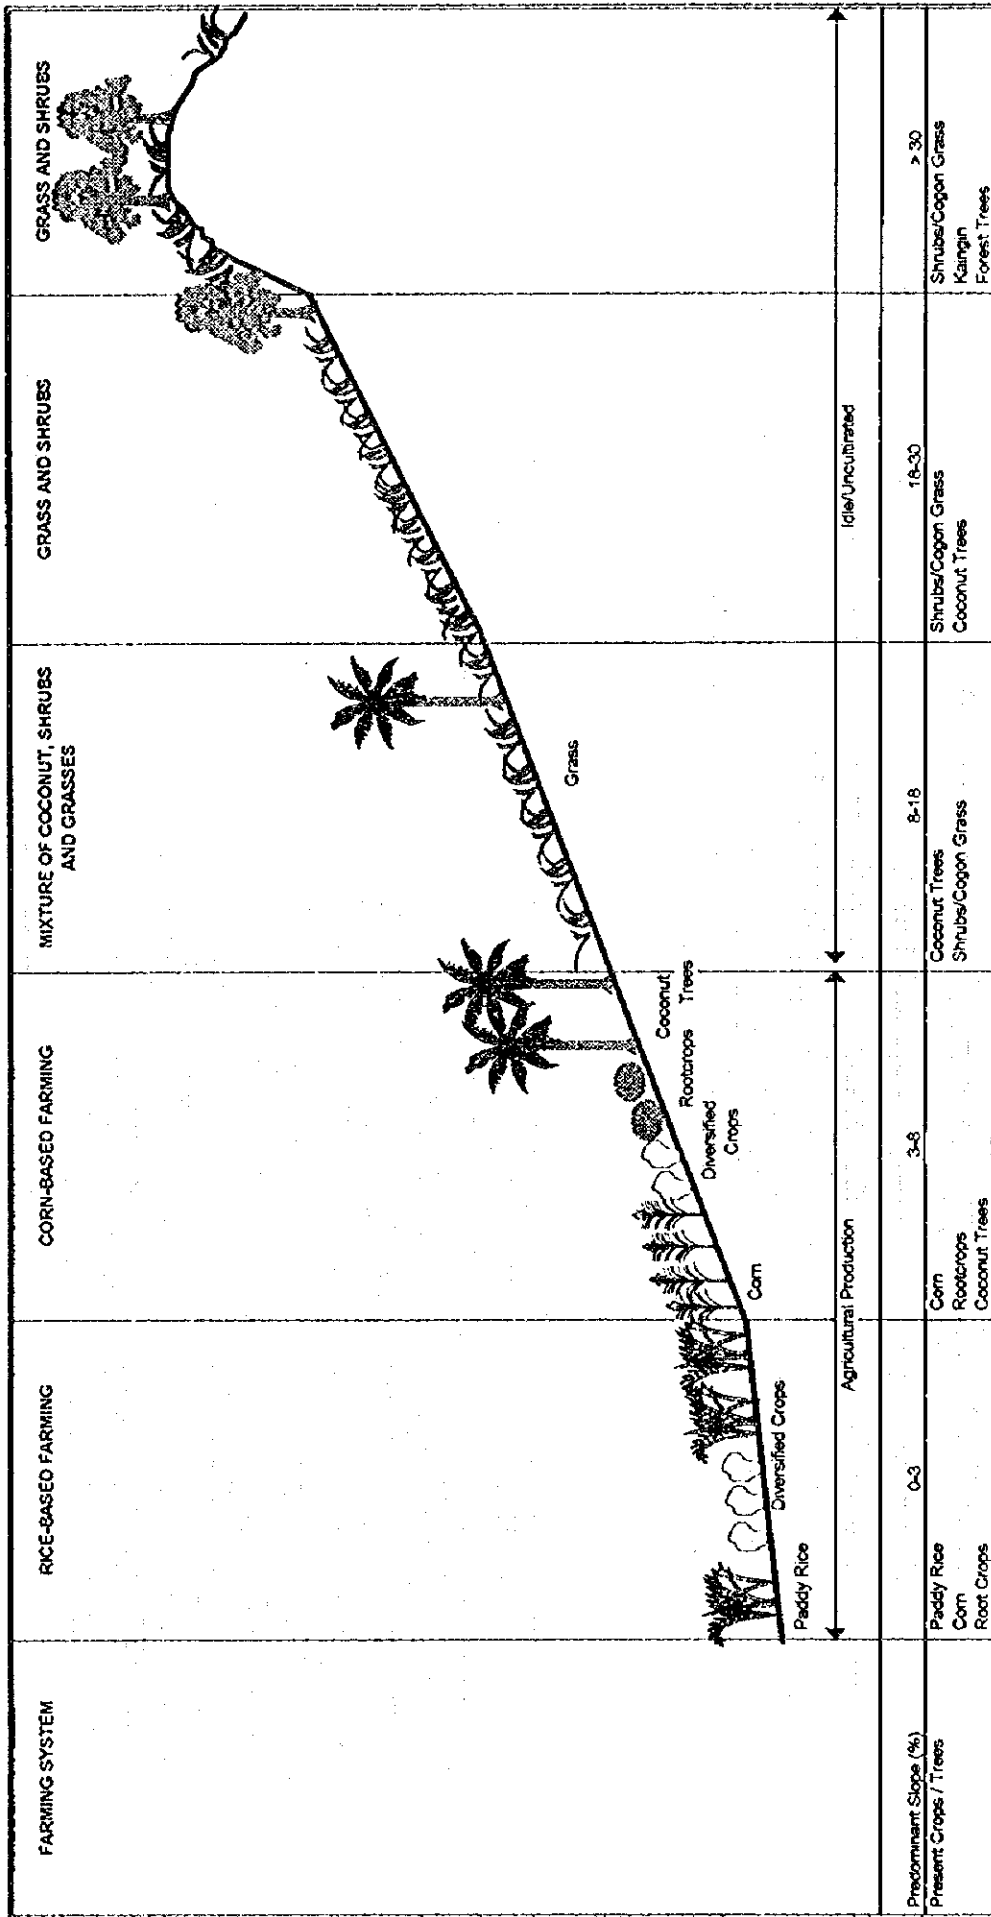 FARMING SYSTEM
RICE-BASED FARMING
CORN-BASED FARMING
MIXTURE OF COCONUT, SHRUBS
AND GRASSES
GRASS AND SHRUBS
GRASS AND SHRUBS
Paddy Rice
Diversified Crops
Corn
Diversified
Crops
Rootcrops
Coconut
Trees
Grass
Agricultural Production
Idle/Uncultivated
Predominant Slope (%)
0-3
3-8
8-18
18-30
> 30
Present Crops / Trees
Paddy Rice
Corn
Root Crops
Corn
Rootcrops
Coconut Trees
Coconut Trees
Shrubs/Cogon Grass
Shrubs/Cogon Grass
Coconut Trees
Shrubs/Cogon Grass
Kaingin
Forest Trees